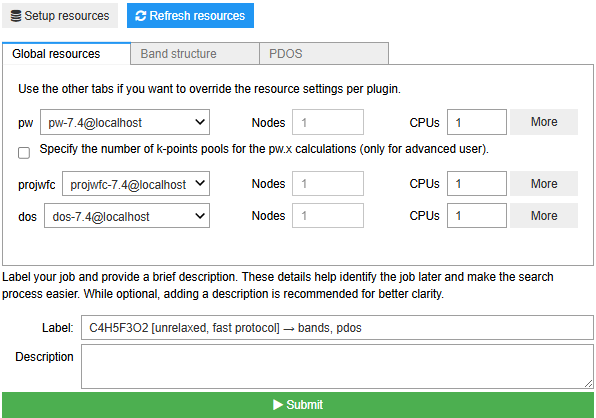 Setup resources Refresh resources
Global resources Band structure PDOS
Use the other tabs if you want to override the resource settings per plugin.
pw pw-7.4@localhost Nodes 1 CPUs 1 More
Specify the number of k-points pools for the pw.x calculations (only for advanced user).
projwfc projwfc-7.4@localhost Nodes 1 CPUs 1 More
dos dos-7.4@localhost Nodes 1 CPUs 1 More
Label your job and provide a brief description. These details help identify the job later and make the search
process easier. While optional, adding a description is recommended for better clarity.
Label: C4H5F3O2 [unrelaxed, fast protocol] → bands, pdos
Description
Submit